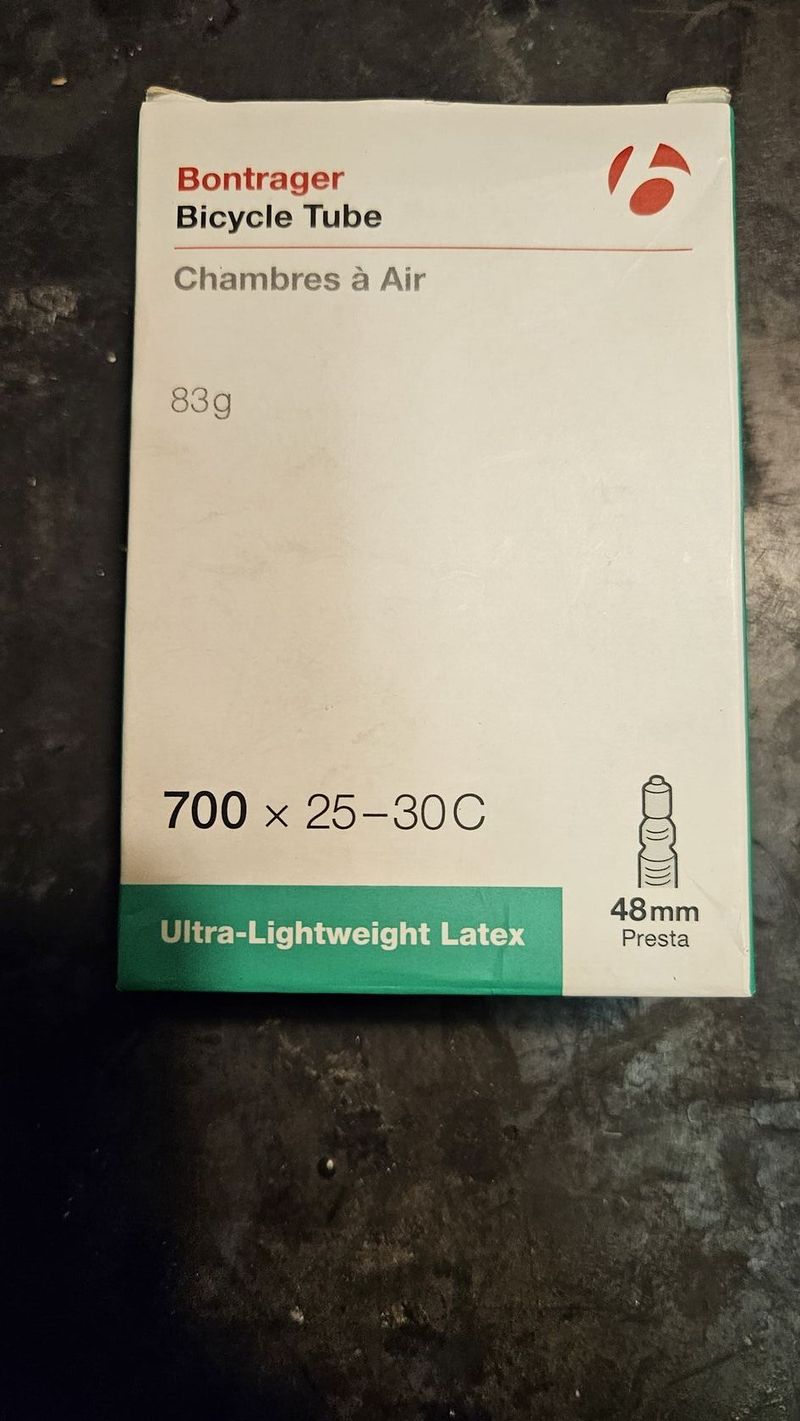 Bontrager
Bicycle Tube
Chambres à Air
83g
700 × 25–30C
Ultra-Lightweight Latex
48mm
Presta